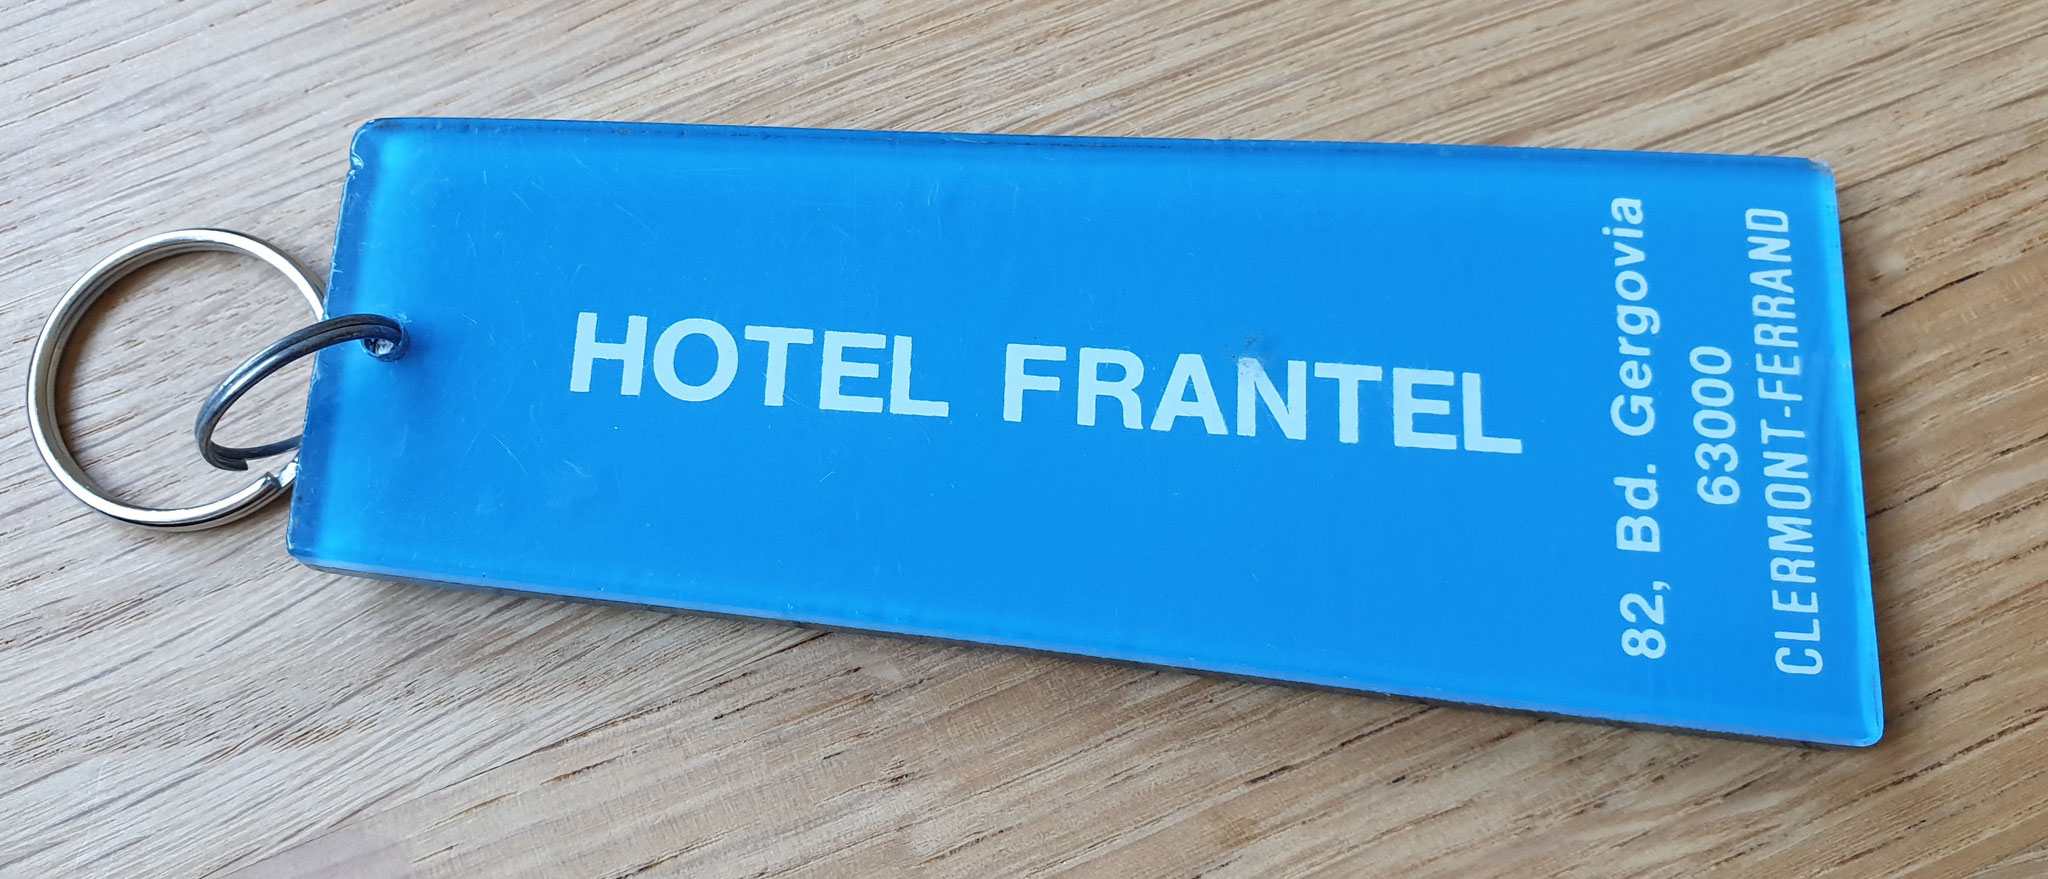 HOTEL FRANTEL
82, Bd. Gergovia
63000
CLERMONT-FERRAND